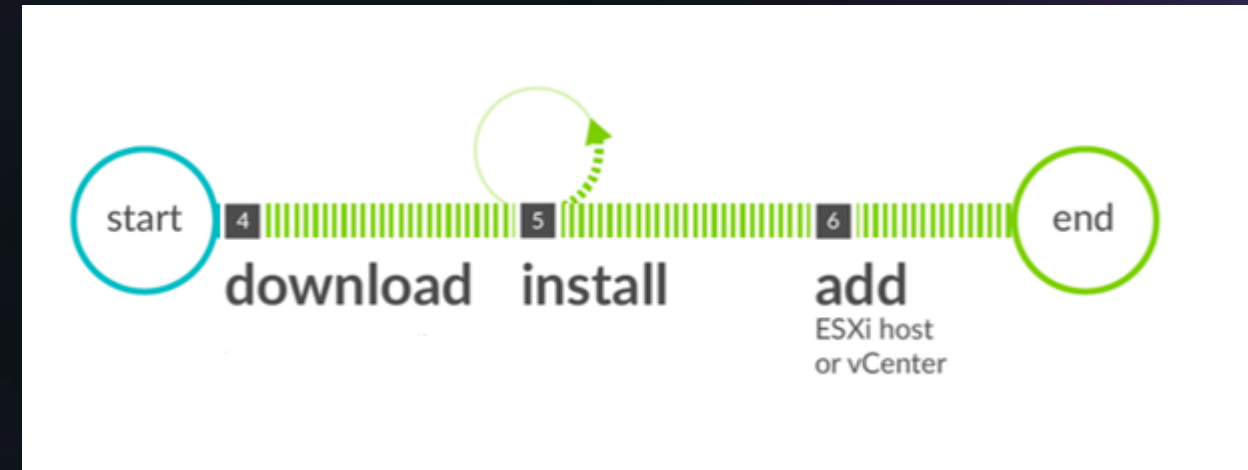 start
4
5
6
end
download
install
add
ESXi host
or vCenter